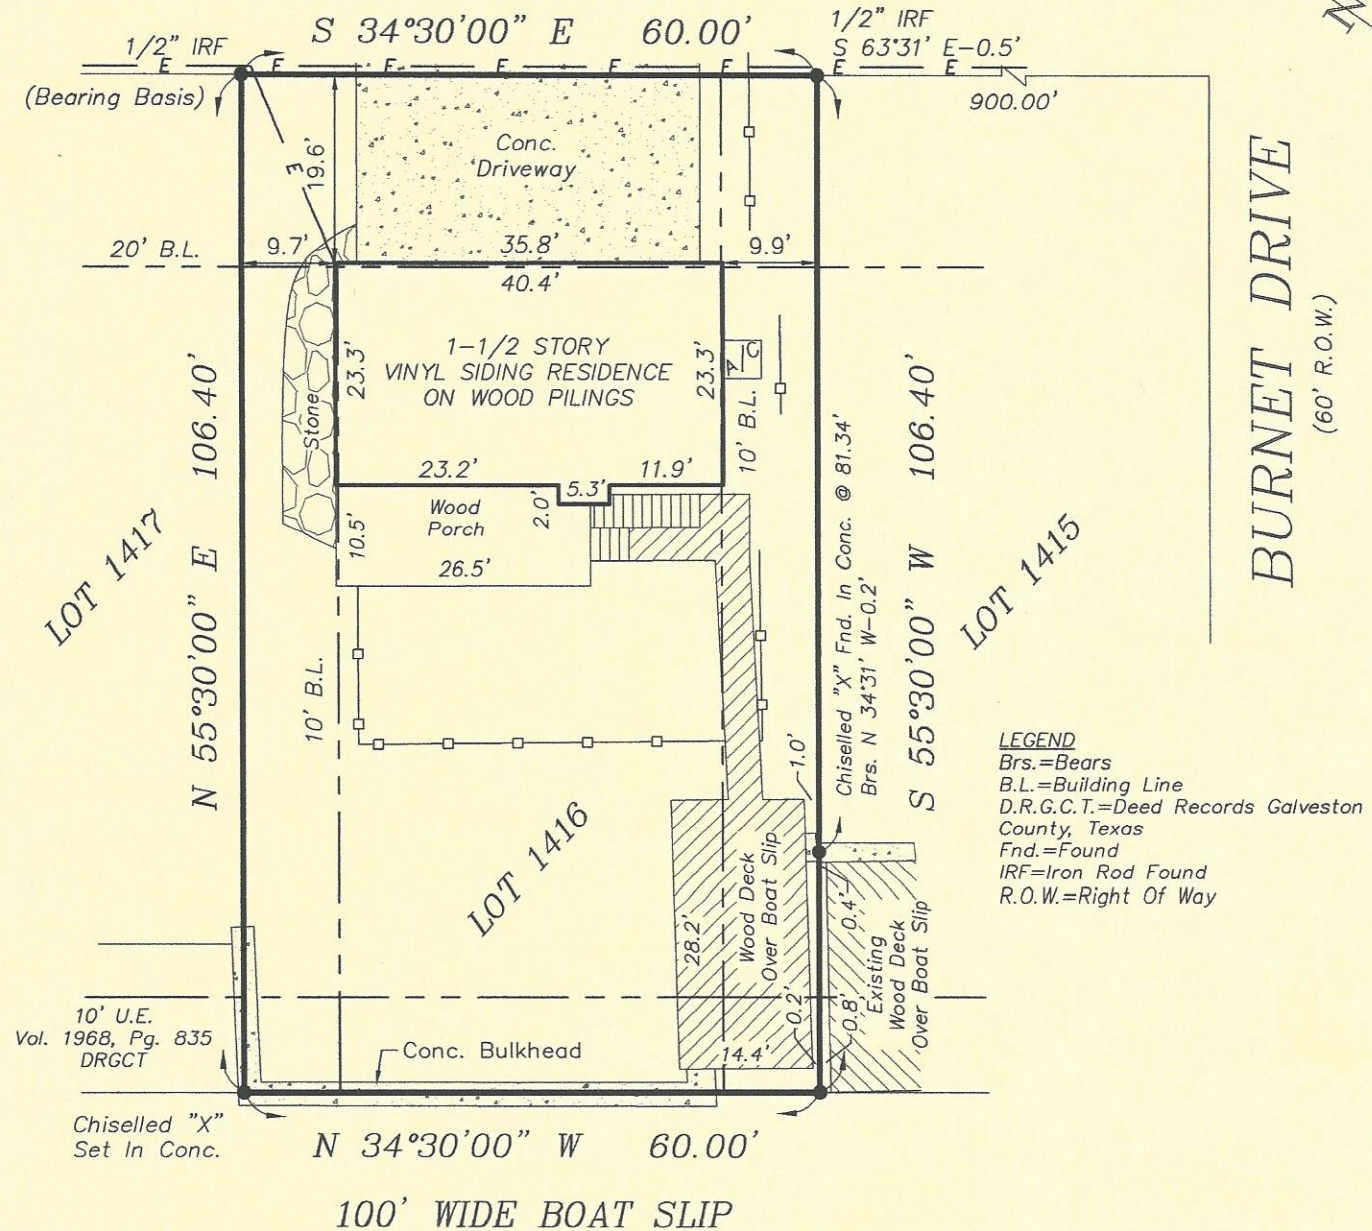 S 34°30'00" E 60.00'
1/2" IRF
1/2" IRF
S 63°31' E-0.5'
E E E E E E E E
(Bearing Basis)
900.00'
Conc.
Driveway
E
19.6'
20' B.L.
9.7'
35.8'
9.9'
40.4'
1-1/2 STORY
VINYL SIDING RESIDENCE
ON WOOD PILINGS
23.3'
23.3'
A/C
Stone
10' B.L.
23.2'
11.9'
5.3'
2.0'
Wood
Porch
10.5'
26.5'
N 55°30'00" E 106.40'
S 55°30'00" W 106.40'
Chiselled "X" Fnd. In Conc. @ 81.34'
Brs. N 34°31' W-0.2'
LOT 1417
LOT 1415
BURNET DRIVE
(60' R.O.W.)
10' B.L.
1.0'
LOT 1416
28.2'
Wood Deck
Over Boat Slip
0.4'
Existing
Wood Deck
Over Boat Slip
0.2'
0.8'
14.4'
LEGEND
Brs.=Bears
B.L.=Building Line
D.R.G.C.T.=Deed Records Galveston
County, Texas
Fnd.=Found
IRF=Iron Rod Found
R.O.W.=Right Of Way
10' U.E.
Vol. 1968, Pg. 835
DRGCT
Conc. Bulkhead
Chiselled "X"
Set In Conc.
N 34°30'00" W 60.00'
100' WIDE BOAT SLIP